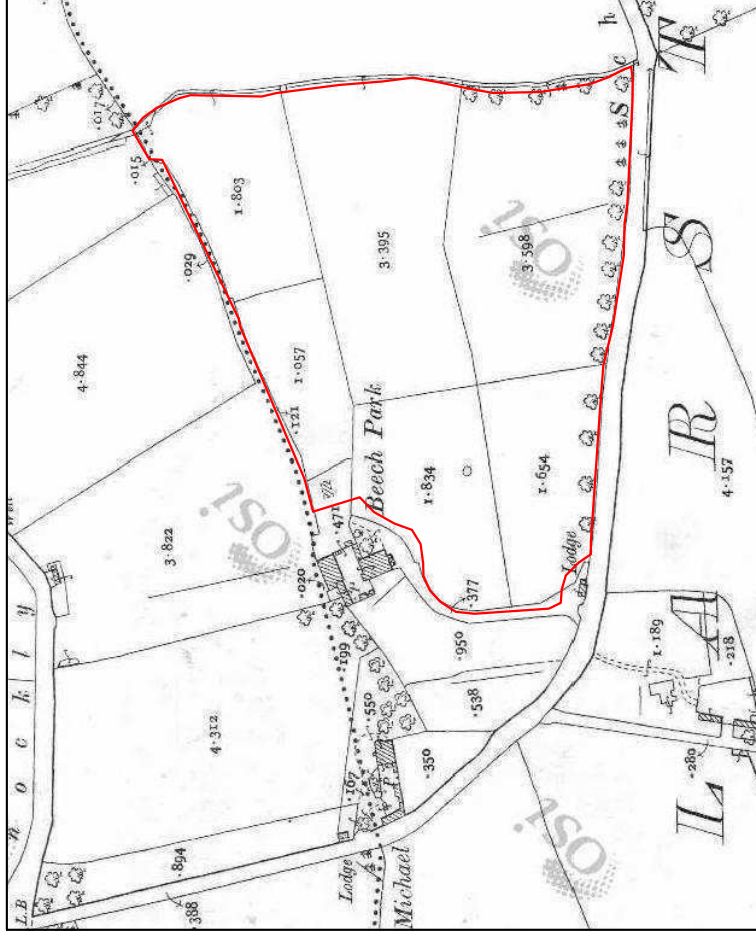 ·017
·015
1·803
·029
3·395
3·598
S
c
h
4·844
1·057
·121
Beech Park
1·834
1·654
3·822
·471
·020
Lodge
·377
·199
·950
·538
·550
4·312
·350
·167
1·189
·218
·280
4·157
L A R S T
n o c k l y
L.B
·894
·388
Lodge
Michael
OSi
OSi
OSi